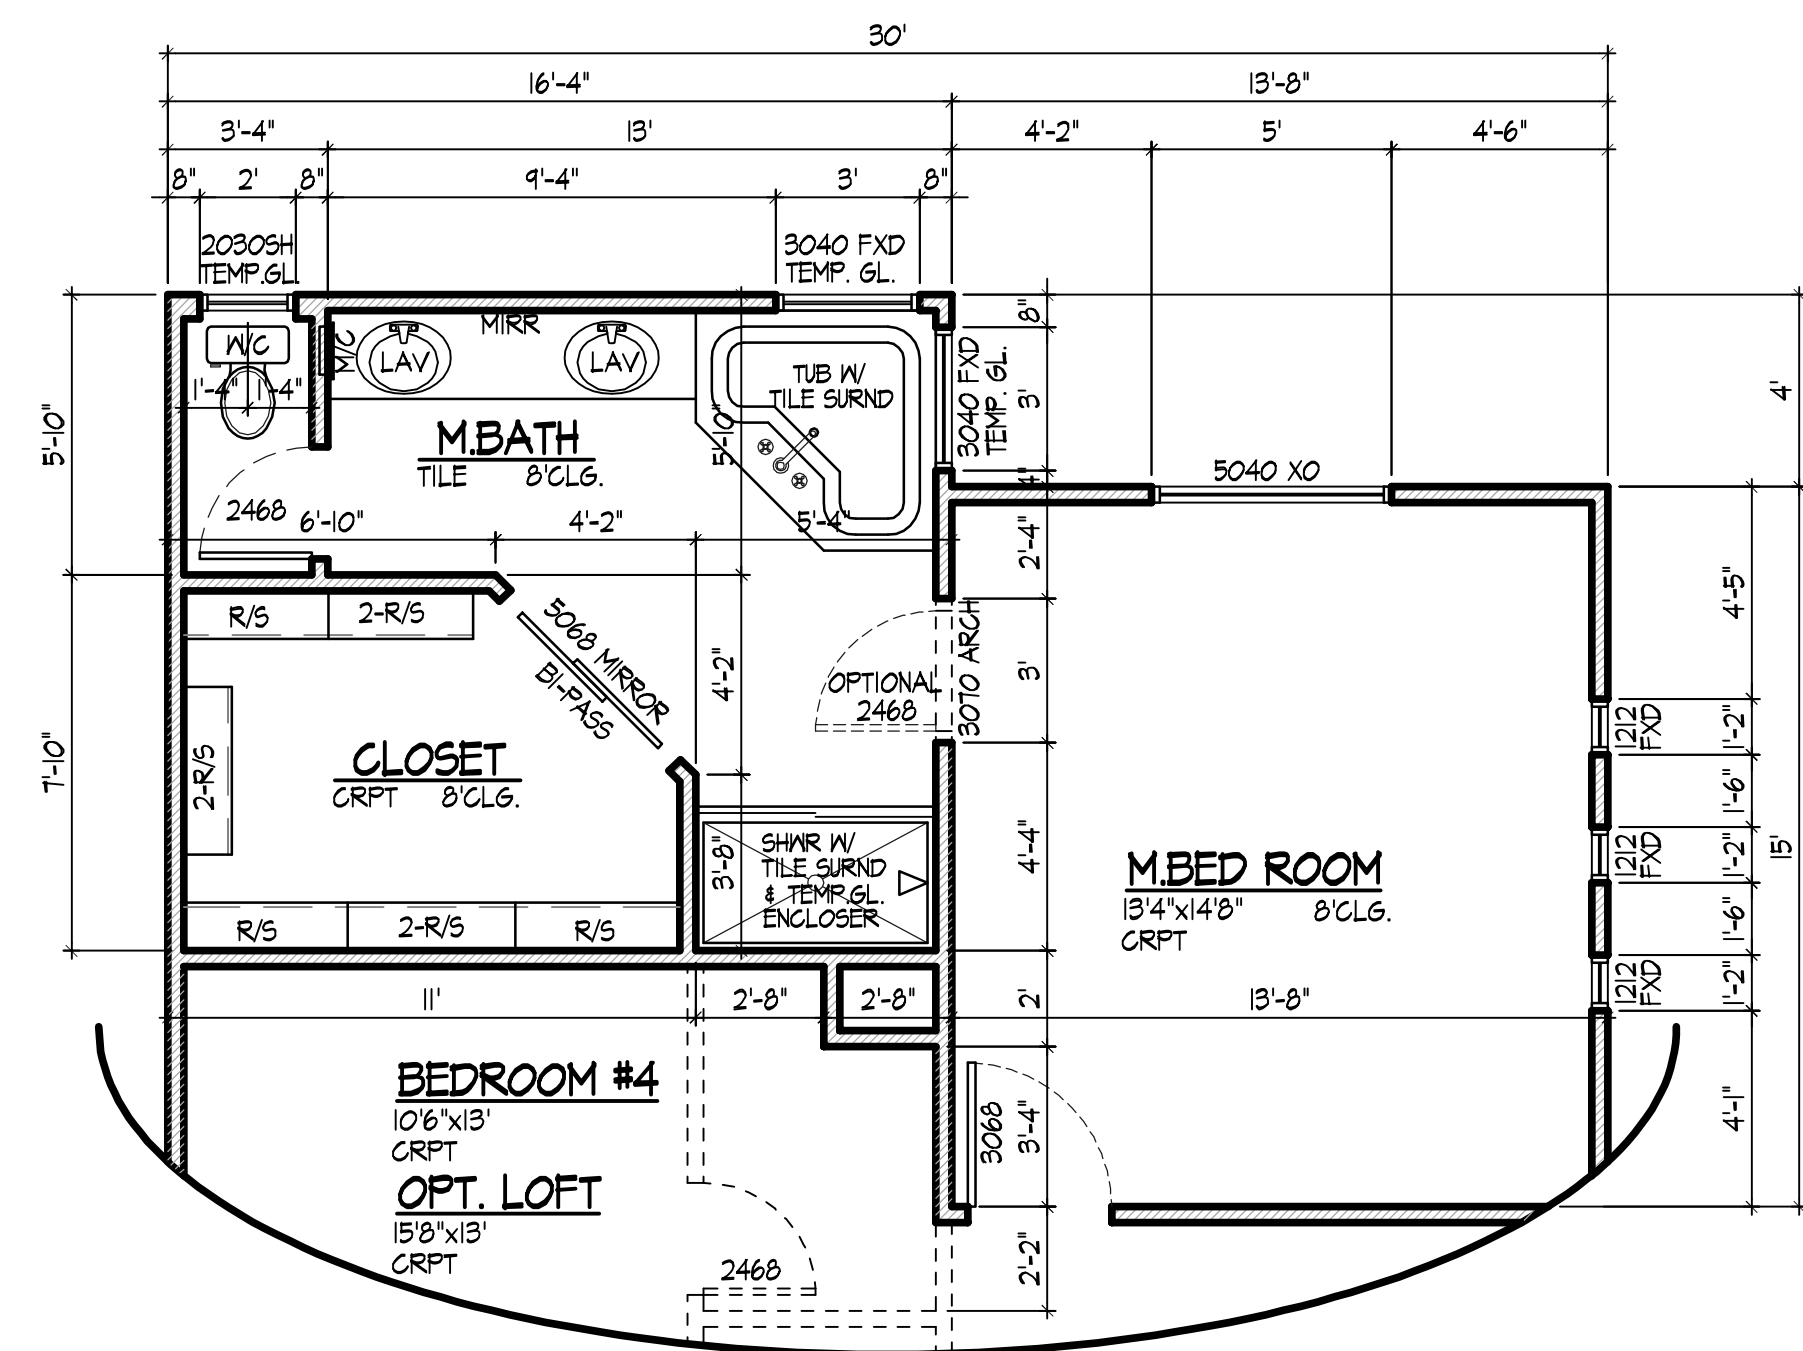 30'
16'-4"
13'-8"
3'-4"
13'
4'-2"
5'
4'-6"
8"
2'
8"
9'-4"
3'
8"
2030SH
TEMP.GL.
3040 FXD
TEMP. GL.
W/C
1'-4"
1'-4"
M/C
LAV
MIRR
LAV
TUB W/
TILE SURND
3040 FXD
TEMP. GL.
8"
3'
4"
4'
5'-10"
M.BATH
TILE 8'CLG.
5'-10"
5040 XO
2468
6'-10"
4'-2"
5'-4"
2'-4"
R/S
2-R/S
5068 MIRROR
BI-PASS
4'-2"
OPTIONAL
2468
3070 ARCH
3'
4'-5"
1212
FXD
1'-2"
7'-10"
2-R/S
CLOSET
CRPT 8'CLG.
1'-6"
3'-8"
SHWR W/
TILE SURND
& TEMP.GL.
ENCLOSER
4'-4"
M.BED ROOM
13'4"x14'8" 8'CLG.
CRPT
1212
FXD
1'-2"
15'
1'-6"
R/S
2-R/S
R/S
11'
2'-8"
2'-8"
2'
13'-8"
1212
FXD
1'-2"
BEDROOM #4
10'6"x13'
CRPT
OPT. LOFT
15'8"x13'
CRPT
3068
3'-4"
4'-1"
2468
2'-2"